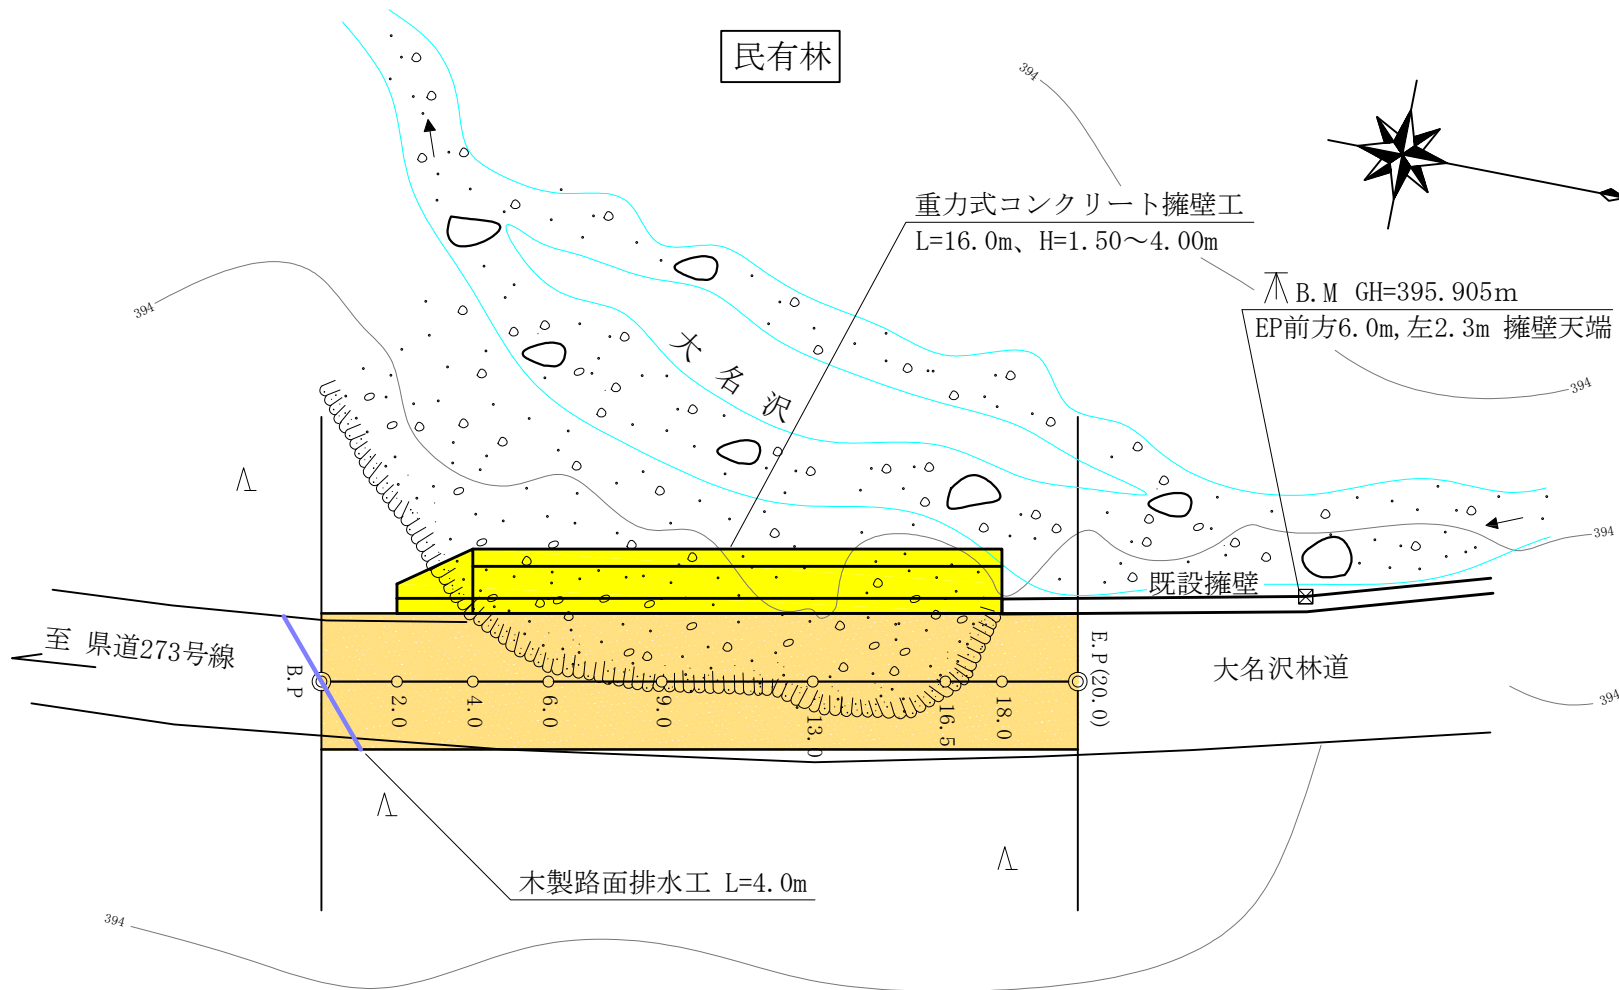 民有林
394
重力式コンクリート擁壁工
L=16.0m、H=1.50～4.00m
B.M GH=395.905m
EP前方6.0m,左2.3m 擁壁天端
394
大名沢
394
394
既設擁壁
至 県道273号線
B.P
2.0
4.0
6.0
9.0
13.0
16.5
18.0
E.P(20.0)
大名沢林道
394
木製路面排水工 L=4.0m
394